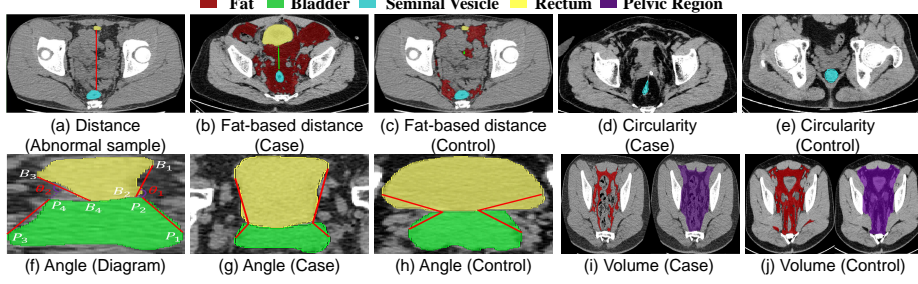 Fat Bladder Seminal Vesicle Rectum Pelvic Region
(a) Distance
(Abnormal sample)
(b) Fat-based distance
(Case)
(c) Fat-based distance
(Control)
(d) Circularity
(Case)
(e) Circularity
(Control)
B3 B1
B2
P4 B4 P2
P3 P1
(f) Angle (Diagram)
(g) Angle (Case)
(h) Angle (Control)
(i) Volume (Case)
(j) Volume (Control)